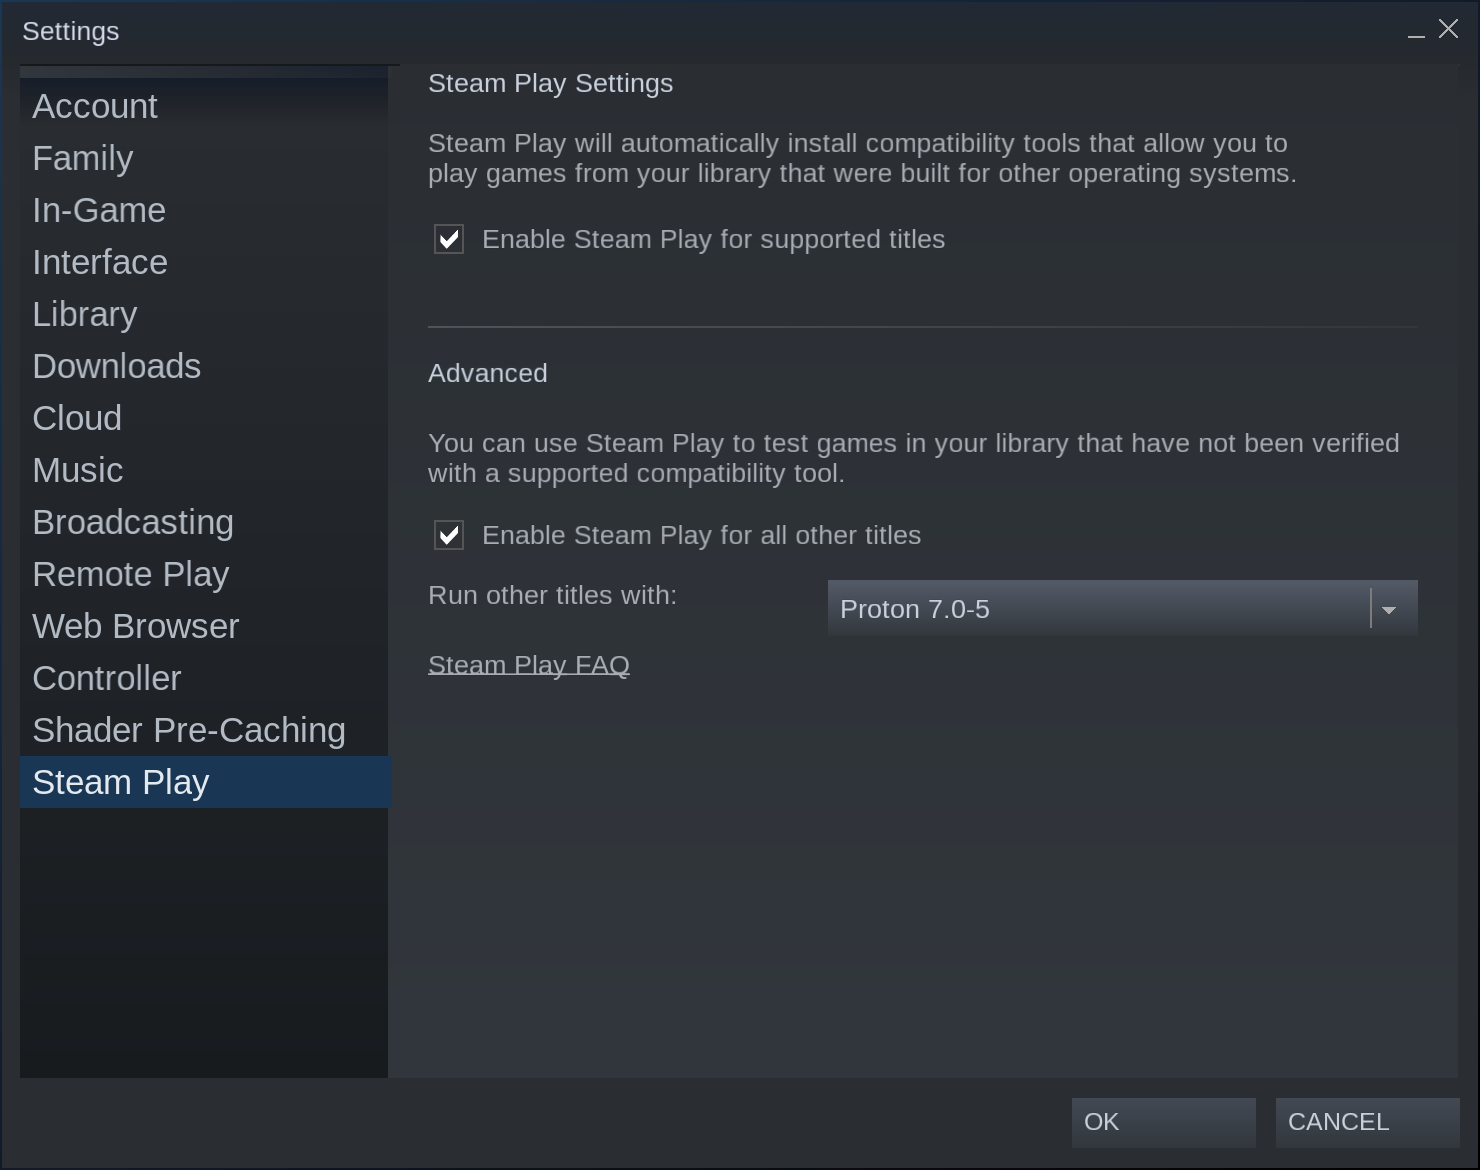 Settings
Account
Family
In-Game
Interface
Library
Downloads
Cloud
Music
Broadcasting
Remote Play
Web Browser
Controller
Shader Pre-Caching
Steam Play
Steam Play Settings
Steam Play will automatically install compatibility tools that allow you to
play games from your library that were built for other operating systems.
Enable Steam Play for supported titles
Advanced
You can use Steam Play to test games in your library that have not been verified
with a supported compatibility tool.
Enable Steam Play for all other titles
Run other titles with:
Proton 7.0-5
Steam Play FAQ
OK
CANCEL